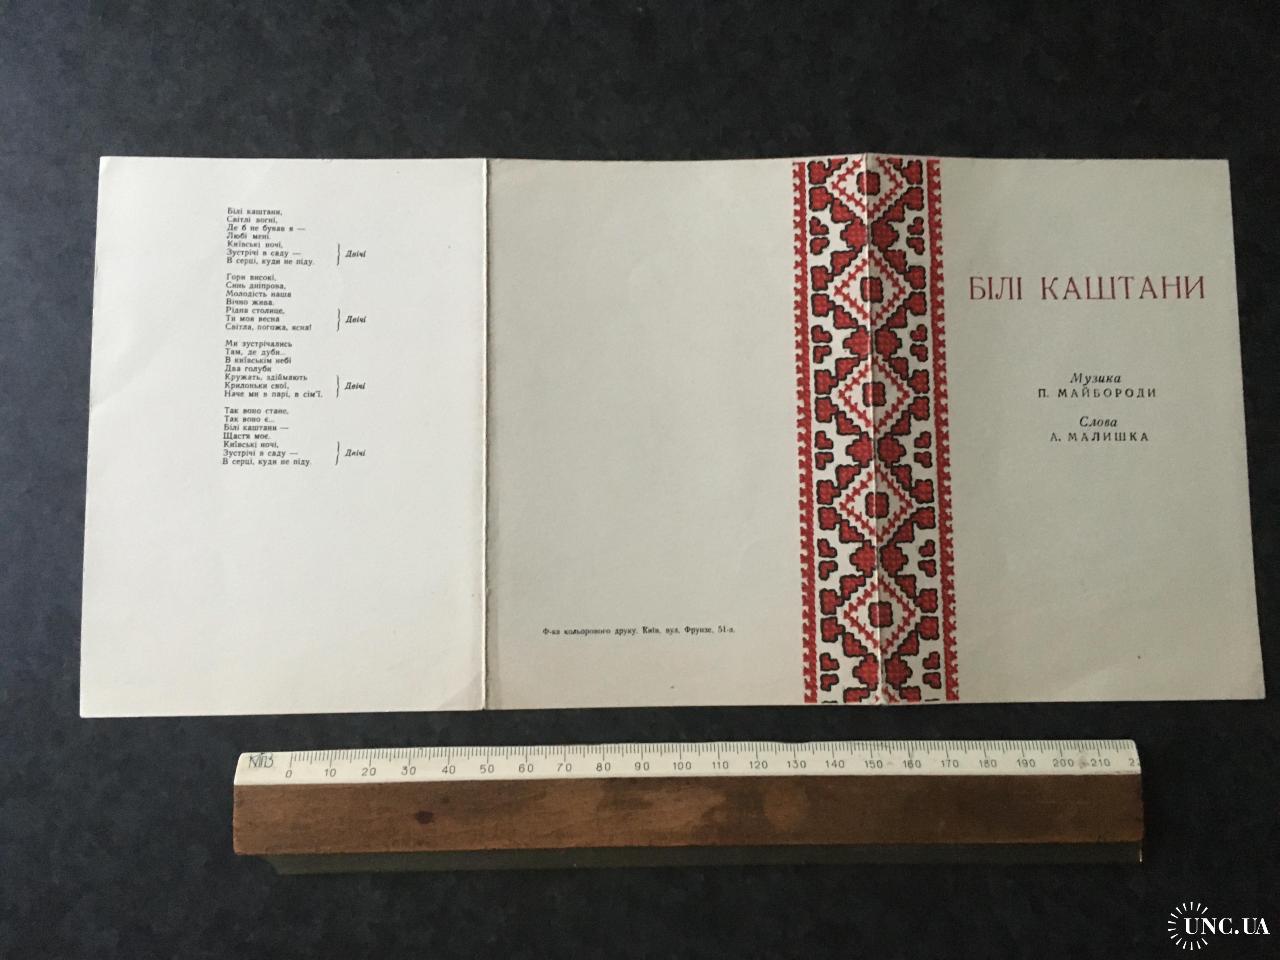 Білі каштани,
Світлі вогні,
Де б не бував я —
Любі мені.
Київські ночі,
Зустрічі в саду —
В серці, куди не піду.
Двічі
Гори високі,
Синь дніпрова,
Молодість наша
Вічно жива.
Рідна столице,
Ти моя весна
Світла, погожа, ясна!
Двічі
Ми зустрічались
Там, де дуби...
В київськім небі
Два голуби
Кружать, здіймають
Крилоньки свої,
Наче ми в парі, в сім'ї.
Двічі
Так воно стане,
Так воно є...
Білі каштани —
Щастя моє.
Київські ночі,
Зустрічі в саду —
В серці, куди не піду.
Двічі
Ф-ка кольорового друку. Київ, вул. Фрунзе, 51-а.
БІЛІ КАШТАНИ
Музика
П. МАЙБОРОДИ
Слова
А. МАЛИШКА
0 10 20 30 40 50 60 70 80 90 100 110 120 130 140 150 160 170 180 190 200 210 2
UNC.UA